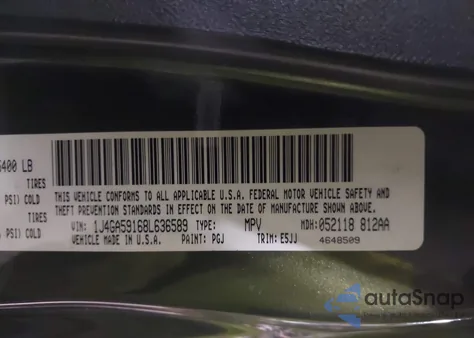 5400 LB
TIRES
PSI) COLD
TIRES
PSI) COLD
THIS VEHICLE CONFORMS TO ALL APPLICABLE U.S.A. FEDERAL MOTOR VEHICLE SAFETY AND
THEFT PREVENTION STANDARDS IN EFFECT ON THE DATE OF MANUFACTURE SHOWN ABOVE.
VIN: 1J4GA59168L636589 TYPE: MPV MDH: 052118 812AA
VEHICLE MADE IN U.S.A. PAINT: PGJ TRIM: E5JJ 4648509
autaSnap